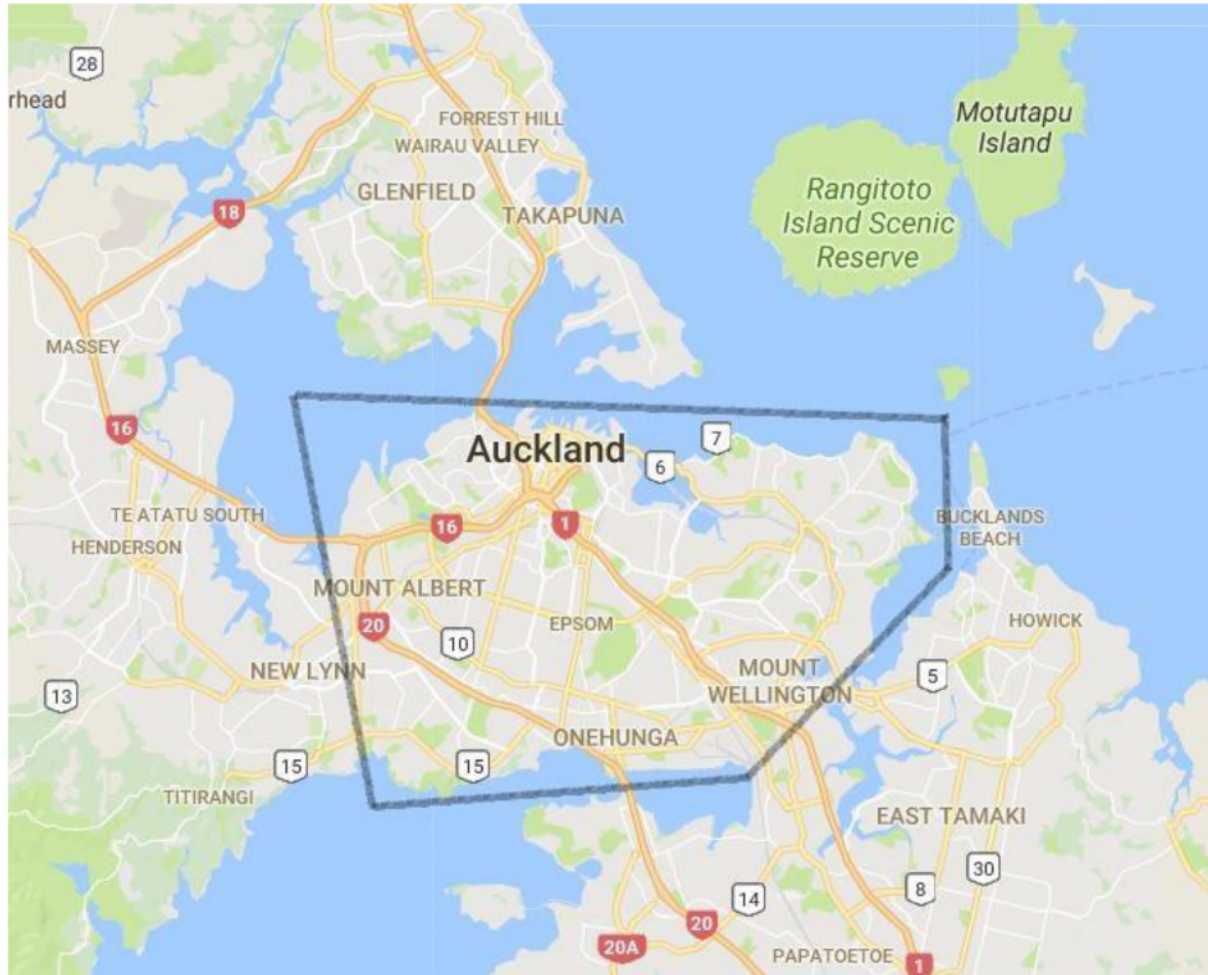 28
rhead
Motutapu
Island
FORREST HILL
WAIRAU VALLEY
GLENFIELD
Rangitoto
Island Scenic
Reserve
18
TAKAPUNA
MASSEY
16
Auckland
7
6
TE ATATU SOUTH
16
1
BUCKLANDS
BEACH
HENDERSON
MOUNT ALBERT
20
10
EPSOM
HOWICK
NEW LYNN
MOUNT
WELLINGTON
5
13
ONEHUNGA
15
15
TITIRANGI
EAST TAMAKI
30
8
14
20
20A
PAPATOETOE
1